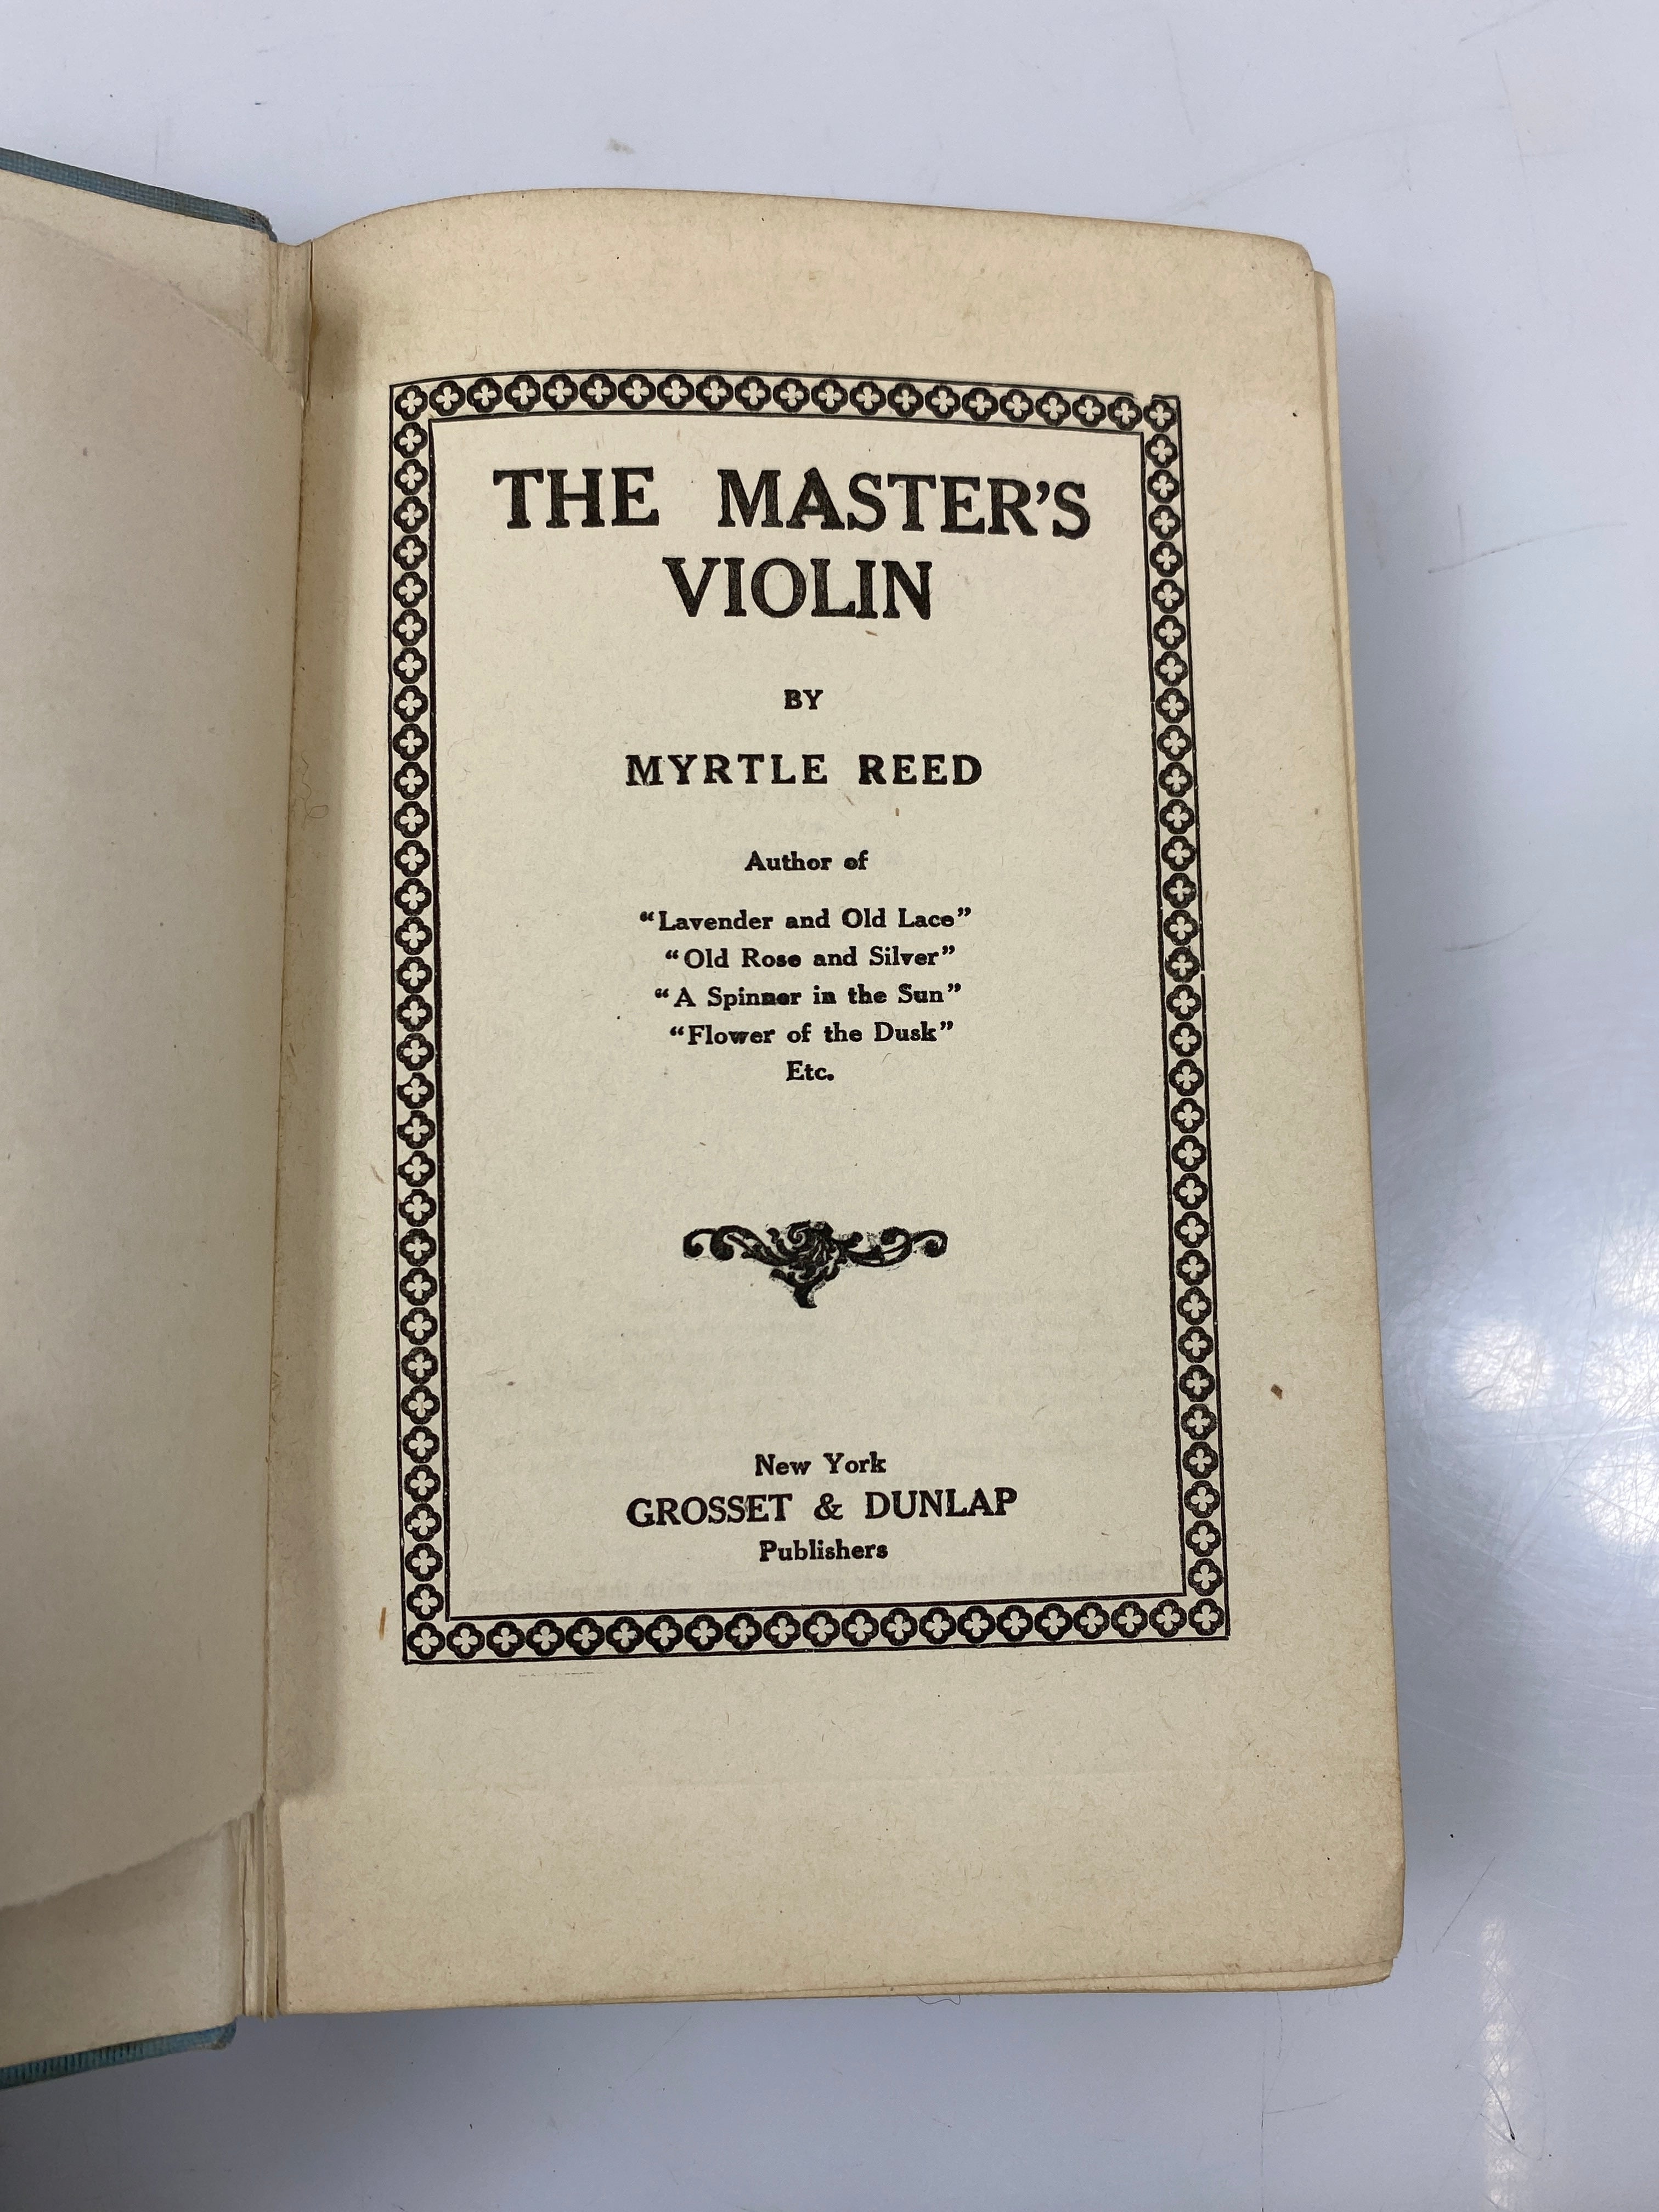 THE MASTER'S
VIOLIN
BY
MYRTLE REED
Author of
“Lavender and Old Lace”
“Old Rose and Silver”
“A Spinner in the Sun”
“Flower of the Dusk”
Etc.
New York
GROSSET & DUNLAP
Publishers